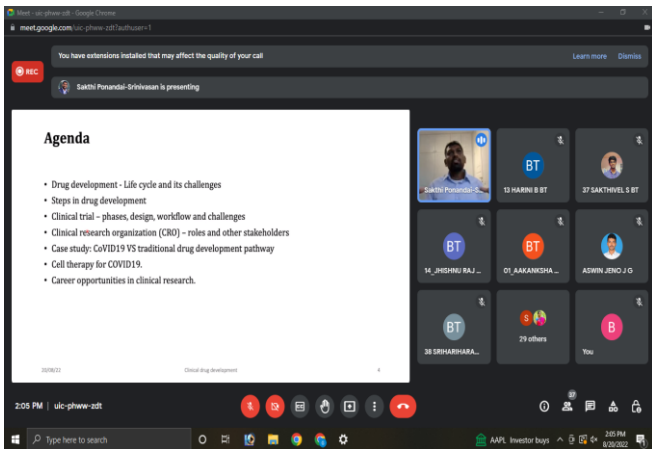 Meet - uic-phww-zdt - Google Chrome
meet.google.com/uic-phww-zdt?authuser=1
You have extensions installed that may affect the quality of your call
Learn more Dismiss
REC
Sakthi Ponandai-Srinivasan is presenting
Agenda
• Drug development - Life cycle and its challenges
• Steps in drug development
• Clinical trial – phases, design, workflow and challenges
• Clinical research organization (CRO) – roles and other stakeholders
• Case study: CoVID19 VS traditional drug development pathway
• Cell therapy for COVID19.
• Career opportunities in clinical research.
Clinical drug development
4
Sakthi Ponandai-S...
BT
13 HARINI B BT
37 SAKTHIVEL S BT
BT
14_JHISHNU RAJ ...
BT
01_AAKANKSHA ...
ASWIN JENO J G
BT
38 SRIHARIHARA...
S
29 others
B
You
2:05 PM | uic-phww-zdt
37
Type here to search
AAPL Investor buys
2:05 PM
8/20/2022